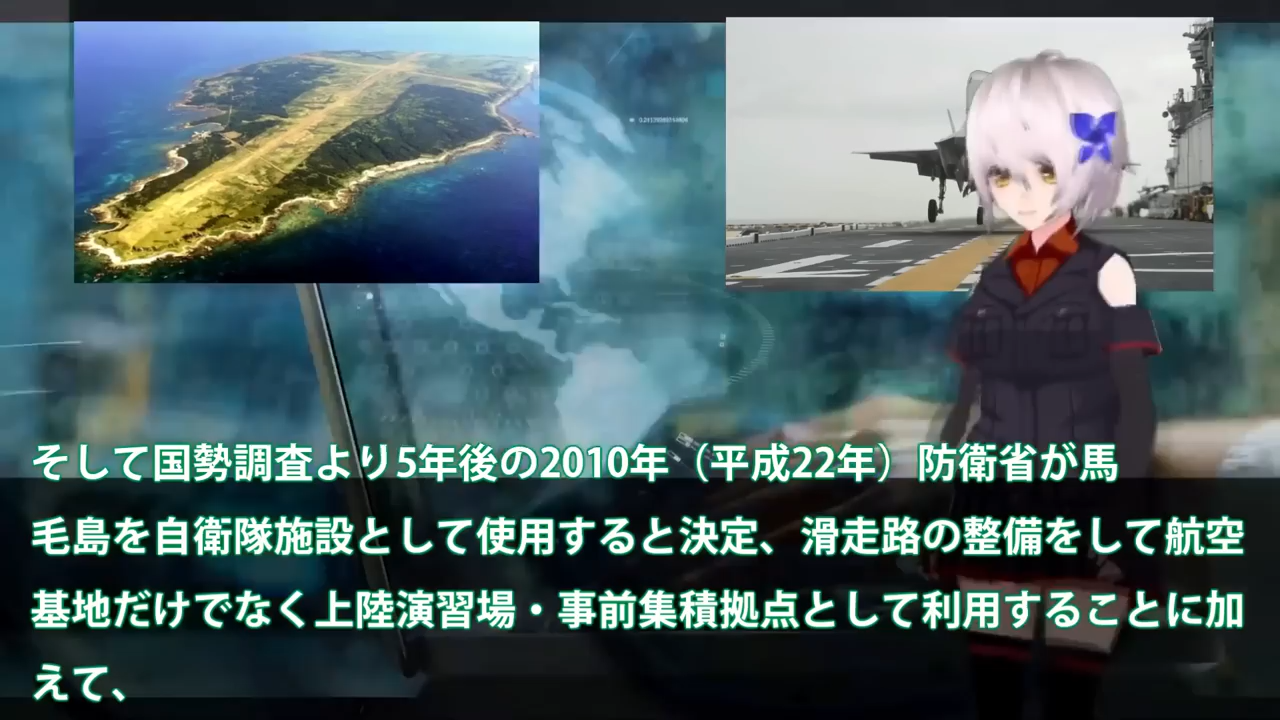 そして国勢調査より5年後の2010年（平成22年）防衛省が馬
毛島を自衛隊施設として使用すると決定、滑走路の整備をして航空
基地だけでなく上陸演習場・事前集積拠点として利用することに加
えて、